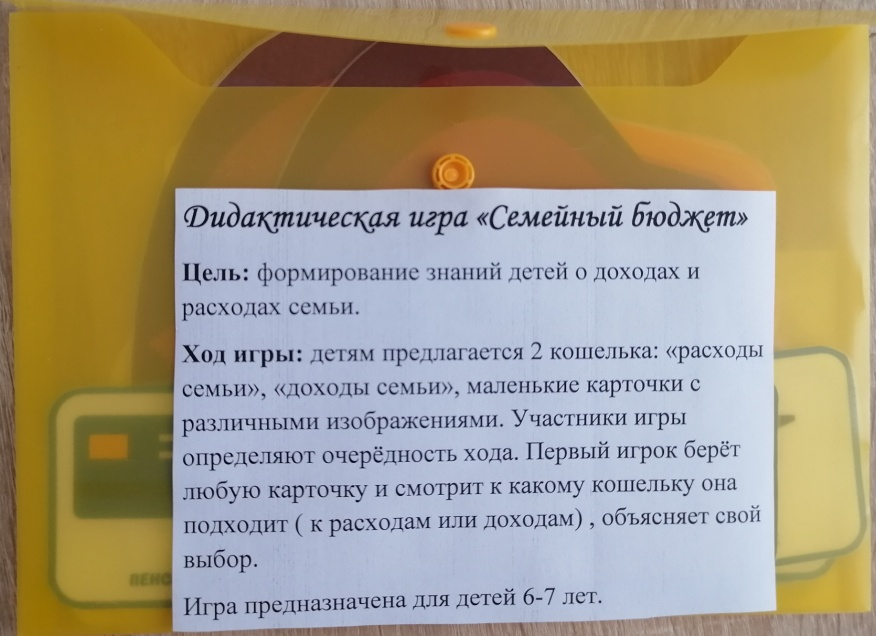 Дидактическая игра «Семейный бюджет»
Цель: формирование знаний детей о доходах и
расходах семьи.
Ход игры: детям предлагается 2 кошелька: «расходы
семьи», «доходы семьи», маленькие карточки с
различными изображениями. Участники игры
определяют очерёдность хода. Первый игрок берёт
любую карточку и смотрит к какому кошельку она
подходит ( к расходам или доходам) , объясняет свой
выбор.
Игра предназначена для детей 6-7 лет.